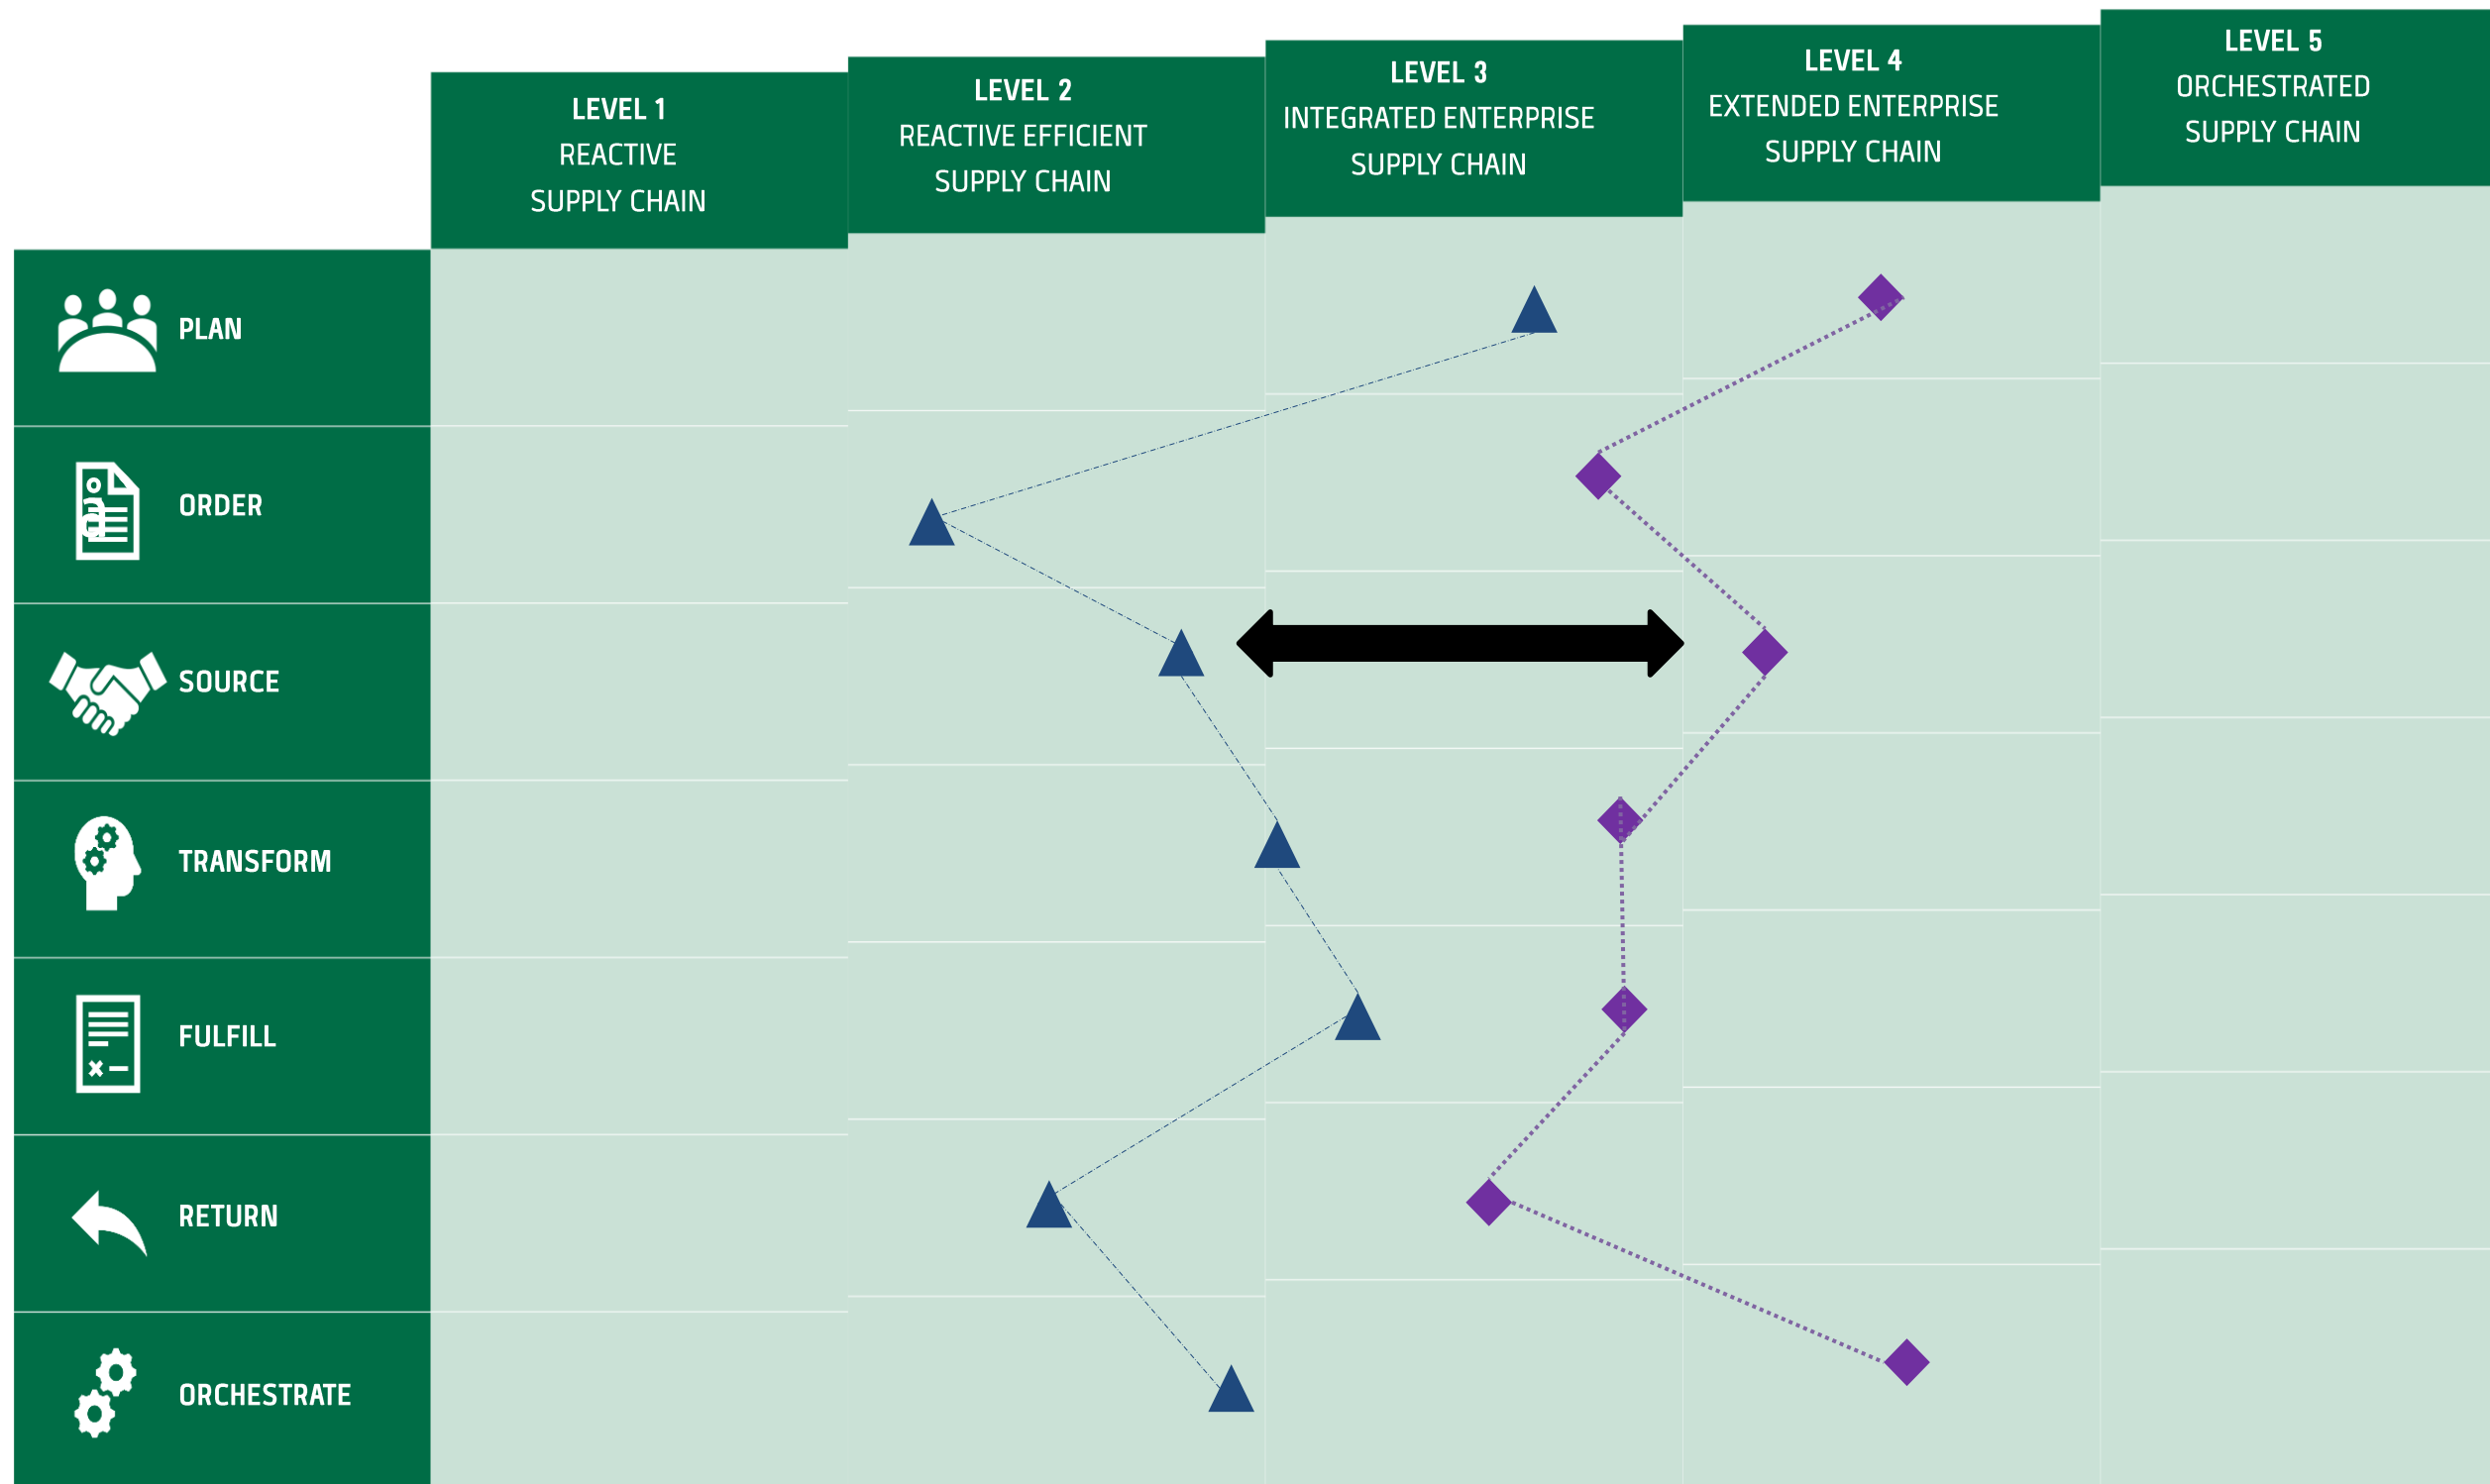 LEVEL 1
REACTIVE
SUPPLY CHAIN
LEVEL 2
REACTIVE EFFICIENT
SUPPLY CHAIN
LEVEL 3
INTEGRATED ENTERPRISE
SUPPLY CHAIN
LEVEL 4
EXTENDED ENTERPRISE
SUPPLY CHAIN
LEVEL 5
ORCHESTRATED
SUPPLY CHAIN
PLAN
ORDER
SOURCE
TRANSFORM
FULFILL
RETURN
ORCHESTRATE